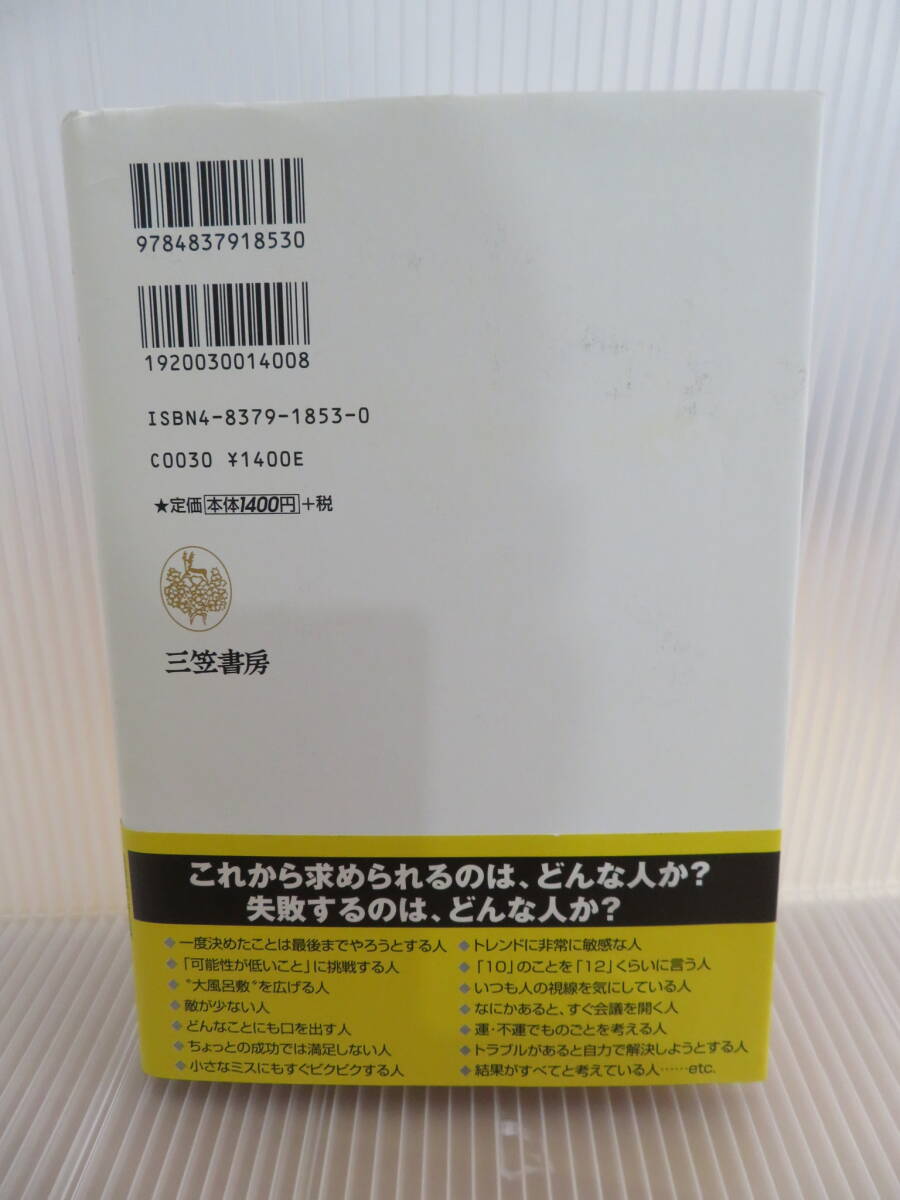 9784837918530
1920030014008
ISBN4-8379-1853-0
C0030 ¥1400E
★定価本体1400円+税
三笠書房
これから求められるのは、どんな人か?
失敗するのは、どんな人か?
◆一度決めたことは最後までやろうとする人
◆「可能性が低いこと」に挑戦する人
◆〝大風呂敷〟を広げる人
◆敵が少ない人
◆どんなことにも口を出す人
◆ちょっとの成功では満足しない人
◆小さなミスにもすぐビクビクする人
◆トレンドに非常に敏感な人
◆「10」のことを「12」くらいに言う人
◆いつも人の視線を気にしている人
◆なにかあると、すぐ会議を開く人
◆運・不運でものごとを考える人
◆トラブルがあると自力で解決しようとする人
◆結果がすべてと考えている人……etc.